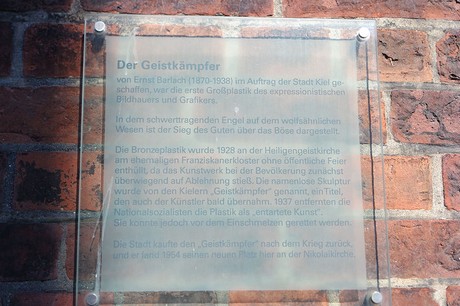 Der Geistkämpfer
von Ernst Barlach (1870-1938) im Auftrag der Stadt Kiel ge-
schaffen, war die erste Großplastik des expressionistischen
Bildhauers und Grafikers.
In dem schwerttragenden Engel auf dem wolfsähnlichen
Wesen ist der Sieg des Guten über das Böse dargestellt.
Die Bronzeplastik wurde 1928 an der Heiligengeistkirche
am ehemaligen Franziskanerkloster ohne öffentliche Feier
enthüllt, da das Kunstwerk bei der Bevölkerung zunächst
überwiegend auf Ablehnung stieß. Die namenlose Skulptur
wurde von den Kielern „Geistkämpfer" genannt, ein Titel,
den auch der Künstler bald übernahm. 1937 entfernten die
Nationalsozialisten die Plastik als „entartete Kunst".
Sie konnte jedoch vor dem Einschmelzen gerettet werden.
Die Stadt kaufte den „Geistkämpfer" nach dem Krieg zurück,
und er fand 1954 seinen neuen Platz hier an der Nikolaikirche.